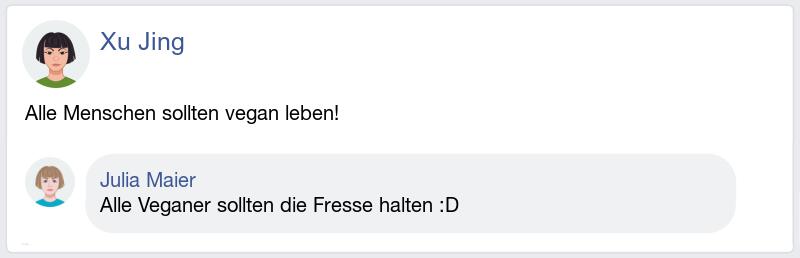 Xu Jing
Alle Menschen sollten vegan leben!
Julia Maier
Alle Veganer sollten die Fresse halten :D